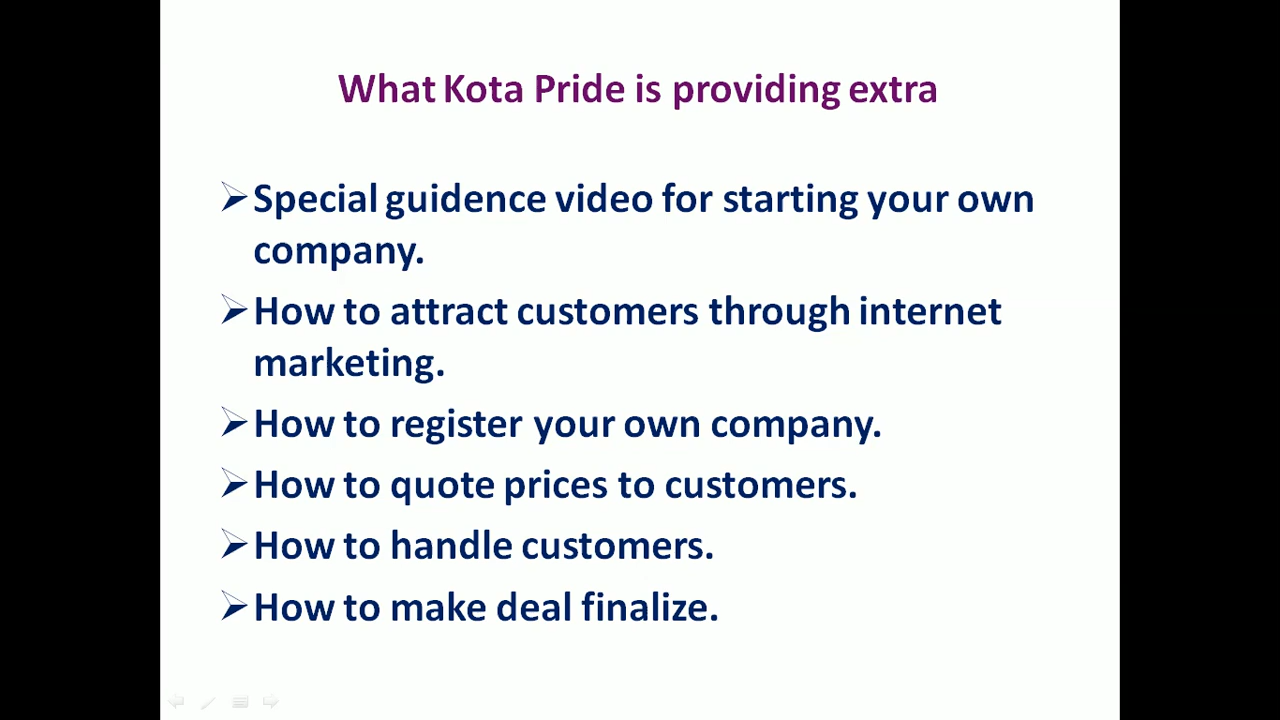 What Kota Pride is providing extra
Special guidence video for starting your own
company.
How to attract customers through internet
marketing.
How to register your own company.
How to quote prices to customers.
How to handle customers.
How to make deal finalize.